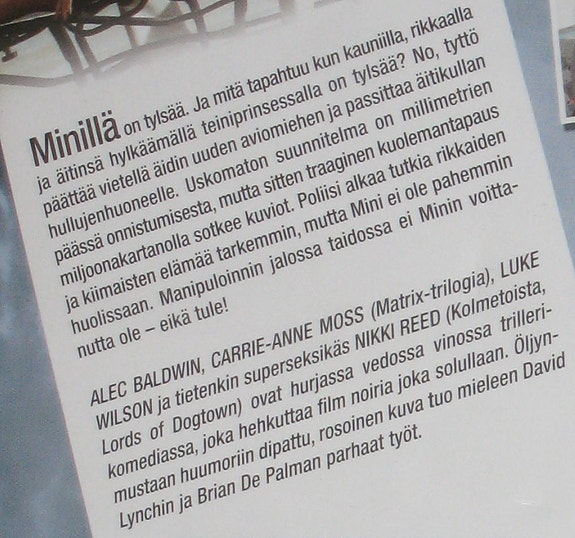 Minillä on tylsää. Ja mitä tapahtuu kun kauniilla, rikkaalla
ja äitinsä hylkäämällä teiniprinsessalla on tylsää? No, tyttö
päättää vietellä äidin uuden aviomiehen ja passittaa äitikullan
hullujenhuoneelle. Uskomaton suunnitelma on millimetrien
päässä onnistumisesta, mutta sitten traaginen kuolemantapaus
miljoonakartanolla sotkee kuviot. Poliisi alkaa tutkia rikkaiden
ja kiimaisten elämää tarkemmin, mutta Mini ei ole pahemmin
huolissaan. Manipuloinnin jalossa taidossa ei Minin voitta-
nutta ole – eikä tule!
ALEC BALDWIN, CARRIE-ANNE MOSS (Matrix-trilogia), LUKE
WILSON ja tietenkin superseksikäs NIKKI REED (Kolmetoista,
Lords of Dogtown) ovat hurjassa vedossa vinossa trilleri-
komediassa, joka hehkuttaa film noiria joka solullaan. Öljyn-
mustaan huumoriin dipattu, rosoinen kuva tuo mieleen David
Lynchin ja Brian De Palman parhaat työt.